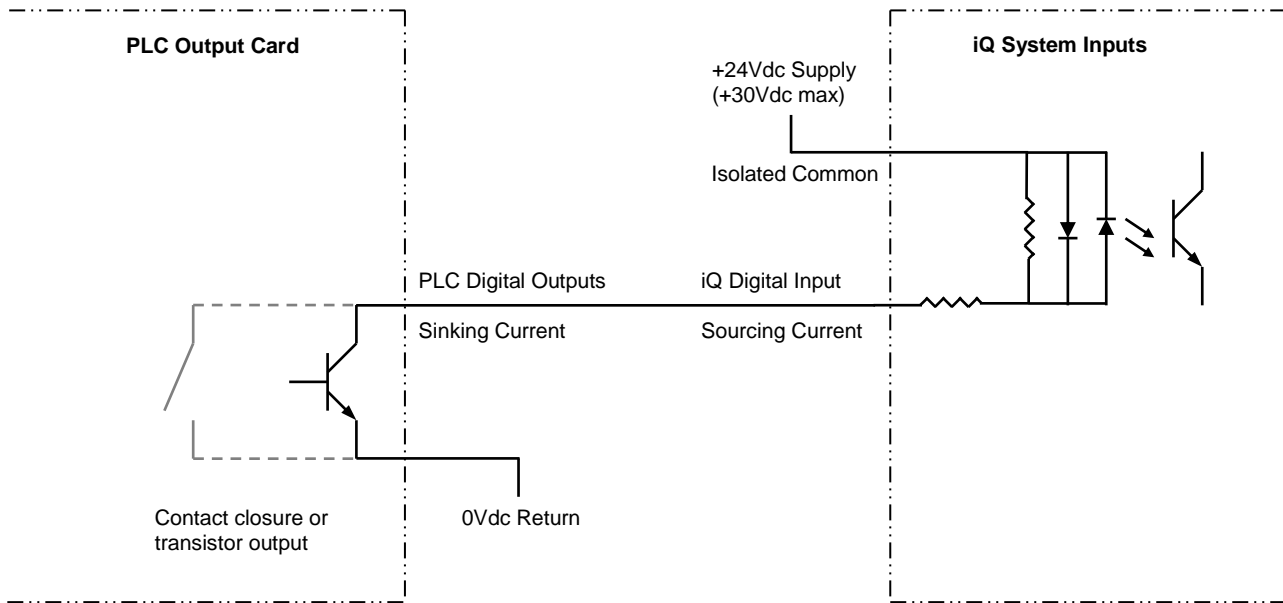 PLC Output Card
iQ System Inputs
+24Vdc Supply
(+30Vdc max)
Isolated Common
PLC Digital Outputs
iQ Digital Input
Sinking Current
Sourcing Current
Contact closure or
transistor output
0Vdc Return